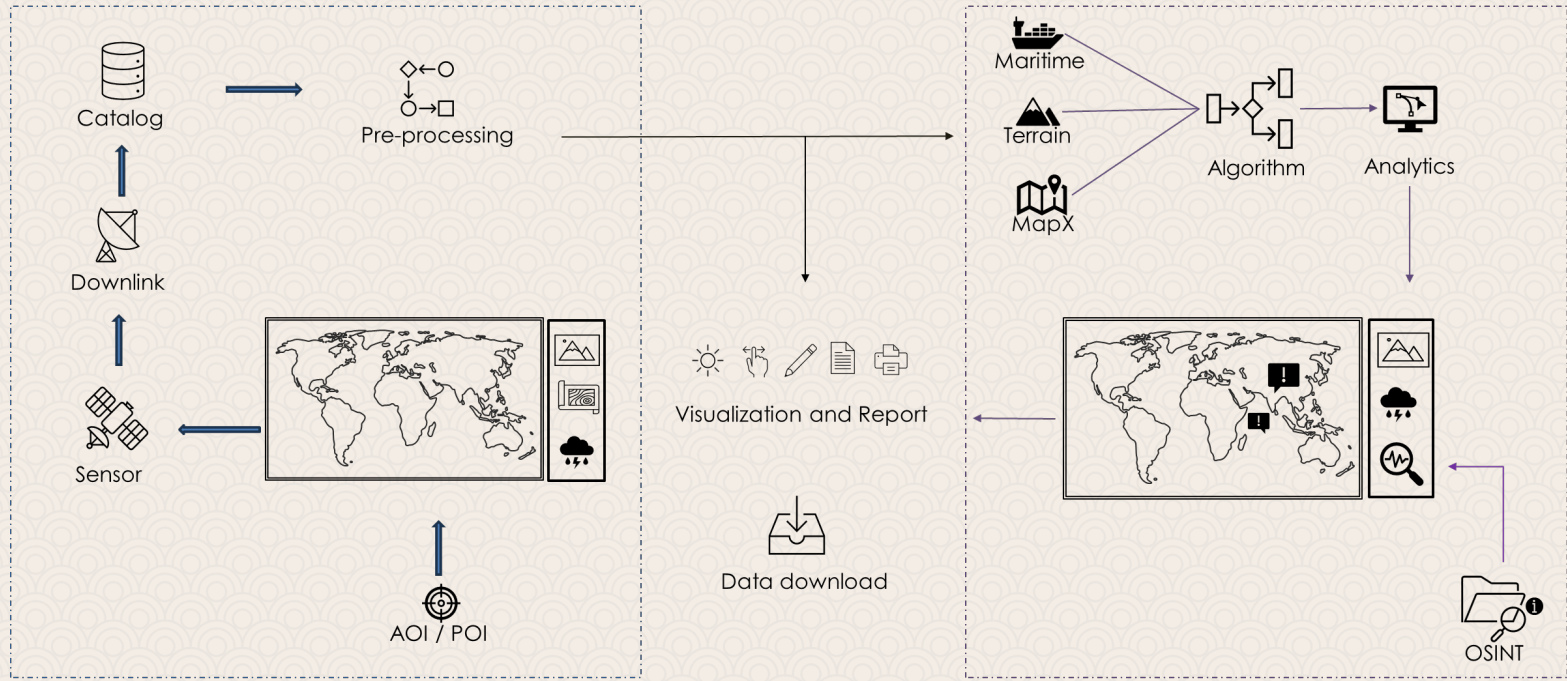 Catalog
Pre-processing
Downlink
Sensor
AOI / POI
Visualization and Report
Data download
Maritime
Terrain
MapX
Algorithm
Analytics
!
!
i
OSINT